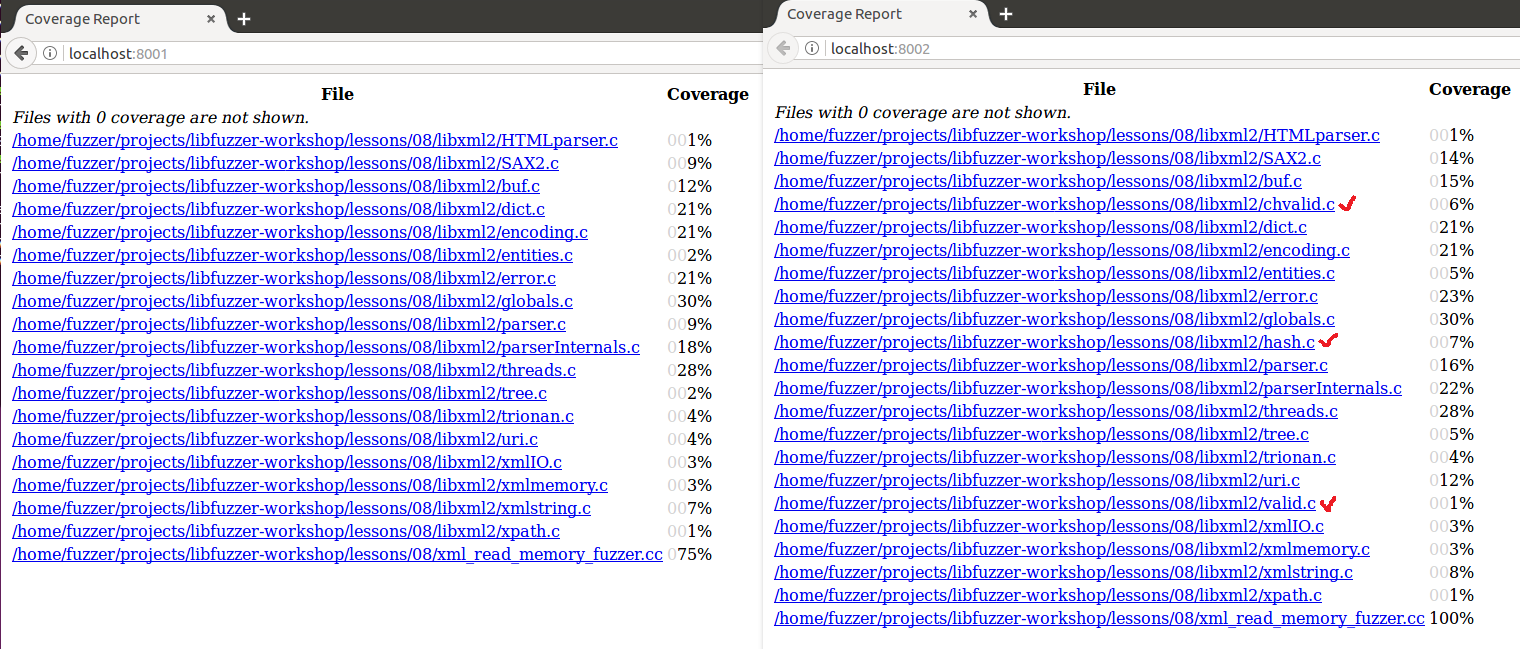 Coverage Report × +
localhost:8001
File Coverage
Files with 0 coverage are not shown.
/home/fuzzer/projects/libfuzzer-workshop/lessons/08/libxml2/HTMLparser.c 001%
/home/fuzzer/projects/libfuzzer-workshop/lessons/08/libxml2/SAX2.c 009%
/home/fuzzer/projects/libfuzzer-workshop/lessons/08/libxml2/buf.c 012%
/home/fuzzer/projects/libfuzzer-workshop/lessons/08/libxml2/dict.c 021%
/home/fuzzer/projects/libfuzzer-workshop/lessons/08/libxml2/encoding.c 021%
/home/fuzzer/projects/libfuzzer-workshop/lessons/08/libxml2/entities.c 002%
/home/fuzzer/projects/libfuzzer-workshop/lessons/08/libxml2/error.c 021%
/home/fuzzer/projects/libfuzzer-workshop/lessons/08/libxml2/globals.c 030%
/home/fuzzer/projects/libfuzzer-workshop/lessons/08/libxml2/parser.c 009%
/home/fuzzer/projects/libfuzzer-workshop/lessons/08/libxml2/parserInternals.c 018%
/home/fuzzer/projects/libfuzzer-workshop/lessons/08/libxml2/threads.c 028%
/home/fuzzer/projects/libfuzzer-workshop/lessons/08/libxml2/tree.c 002%
/home/fuzzer/projects/libfuzzer-workshop/lessons/08/libxml2/trionan.c 004%
/home/fuzzer/projects/libfuzzer-workshop/lessons/08/libxml2/uri.c 004%
/home/fuzzer/projects/libfuzzer-workshop/lessons/08/libxml2/xmlIO.c 003%
/home/fuzzer/projects/libfuzzer-workshop/lessons/08/libxml2/xmlmemory.c 003%
/home/fuzzer/projects/libfuzzer-workshop/lessons/08/libxml2/xmlstring.c 007%
/home/fuzzer/projects/libfuzzer-workshop/lessons/08/libxml2/xpath.c 001%
/home/fuzzer/projects/libfuzzer-workshop/lessons/08/xml_read_memory_fuzzer.cc 075%
Coverage Report × +
localhost:8002
File Coverage
Files with 0 coverage are not shown.
/home/fuzzer/projects/libfuzzer-workshop/lessons/08/libxml2/HTMLparser.c 001%
/home/fuzzer/projects/libfuzzer-workshop/lessons/08/libxml2/SAX2.c 014%
/home/fuzzer/projects/libfuzzer-workshop/lessons/08/libxml2/buf.c 015%
/home/fuzzer/projects/libfuzzer-workshop/lessons/08/libxml2/chvalid.c 006%
/home/fuzzer/projects/libfuzzer-workshop/lessons/08/libxml2/dict.c 021%
/home/fuzzer/projects/libfuzzer-workshop/lessons/08/libxml2/encoding.c 021%
/home/fuzzer/projects/libfuzzer-workshop/lessons/08/libxml2/entities.c 005%
/home/fuzzer/projects/libfuzzer-workshop/lessons/08/libxml2/error.c 023%
/home/fuzzer/projects/libfuzzer-workshop/lessons/08/libxml2/globals.c 030%
/home/fuzzer/projects/libfuzzer-workshop/lessons/08/libxml2/hash.c 007%
/home/fuzzer/projects/libfuzzer-workshop/lessons/08/libxml2/parser.c 016%
/home/fuzzer/projects/libfuzzer-workshop/lessons/08/libxml2/parserInternals.c 022%
/home/fuzzer/projects/libfuzzer-workshop/lessons/08/libxml2/threads.c 028%
/home/fuzzer/projects/libfuzzer-workshop/lessons/08/libxml2/tree.c 005%
/home/fuzzer/projects/libfuzzer-workshop/lessons/08/libxml2/trionan.c 004%
/home/fuzzer/projects/libfuzzer-workshop/lessons/08/libxml2/uri.c 012%
/home/fuzzer/projects/libfuzzer-workshop/lessons/08/libxml2/valid.c 001%
/home/fuzzer/projects/libfuzzer-workshop/lessons/08/libxml2/xmlIO.c 003%
/home/fuzzer/projects/libfuzzer-workshop/lessons/08/libxml2/xmlmemory.c 003%
/home/fuzzer/projects/libfuzzer-workshop/lessons/08/libxml2/xmlstring.c 008%
/home/fuzzer/projects/libfuzzer-workshop/lessons/08/libxml2/xpath.c 001%
/home/fuzzer/projects/libfuzzer-workshop/lessons/08/xml_read_memory_fuzzer.cc 100%